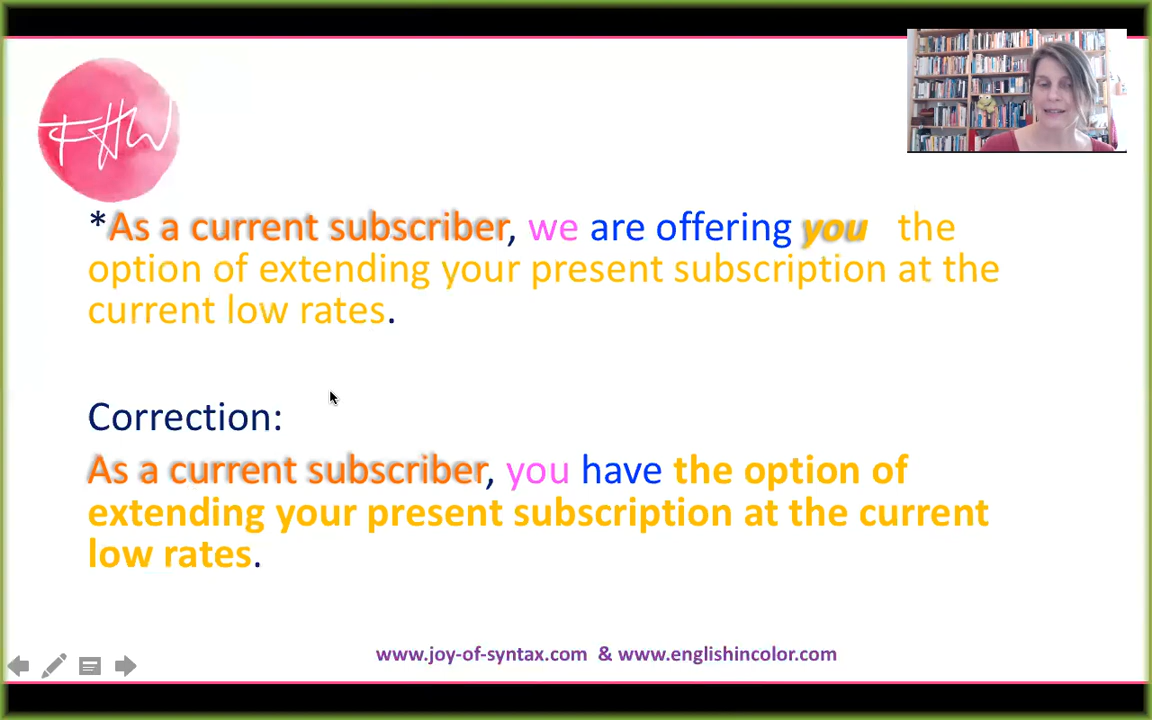 FHW
*As a current subscriber, we are offering you the
option of extending your present subscription at the
current low rates.
Correction:
As a current subscriber, you have the option of
extending your present subscription at the current
low rates.
www.joy-of-syntax.com & www.englishincolor.com